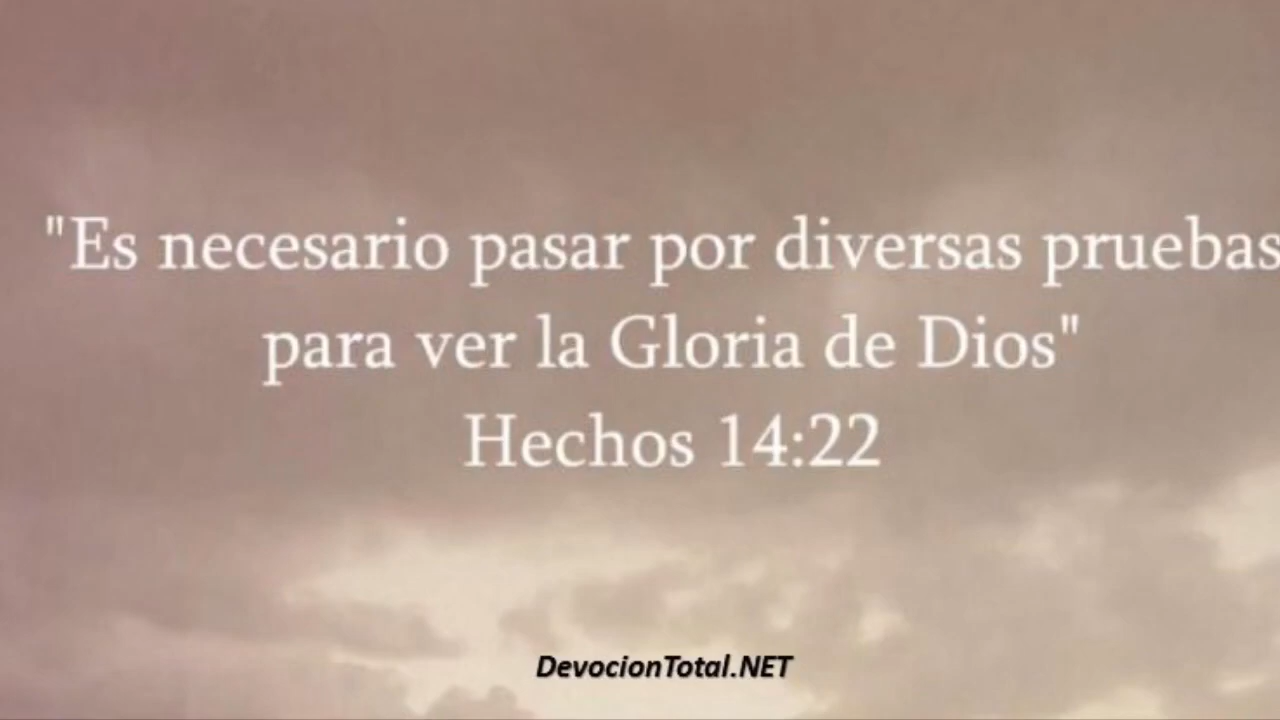 "Es necesario pasar por diversas pruebas
para ver la Gloria de Dios"
Hechos 14:22
DevocionTotal.NET